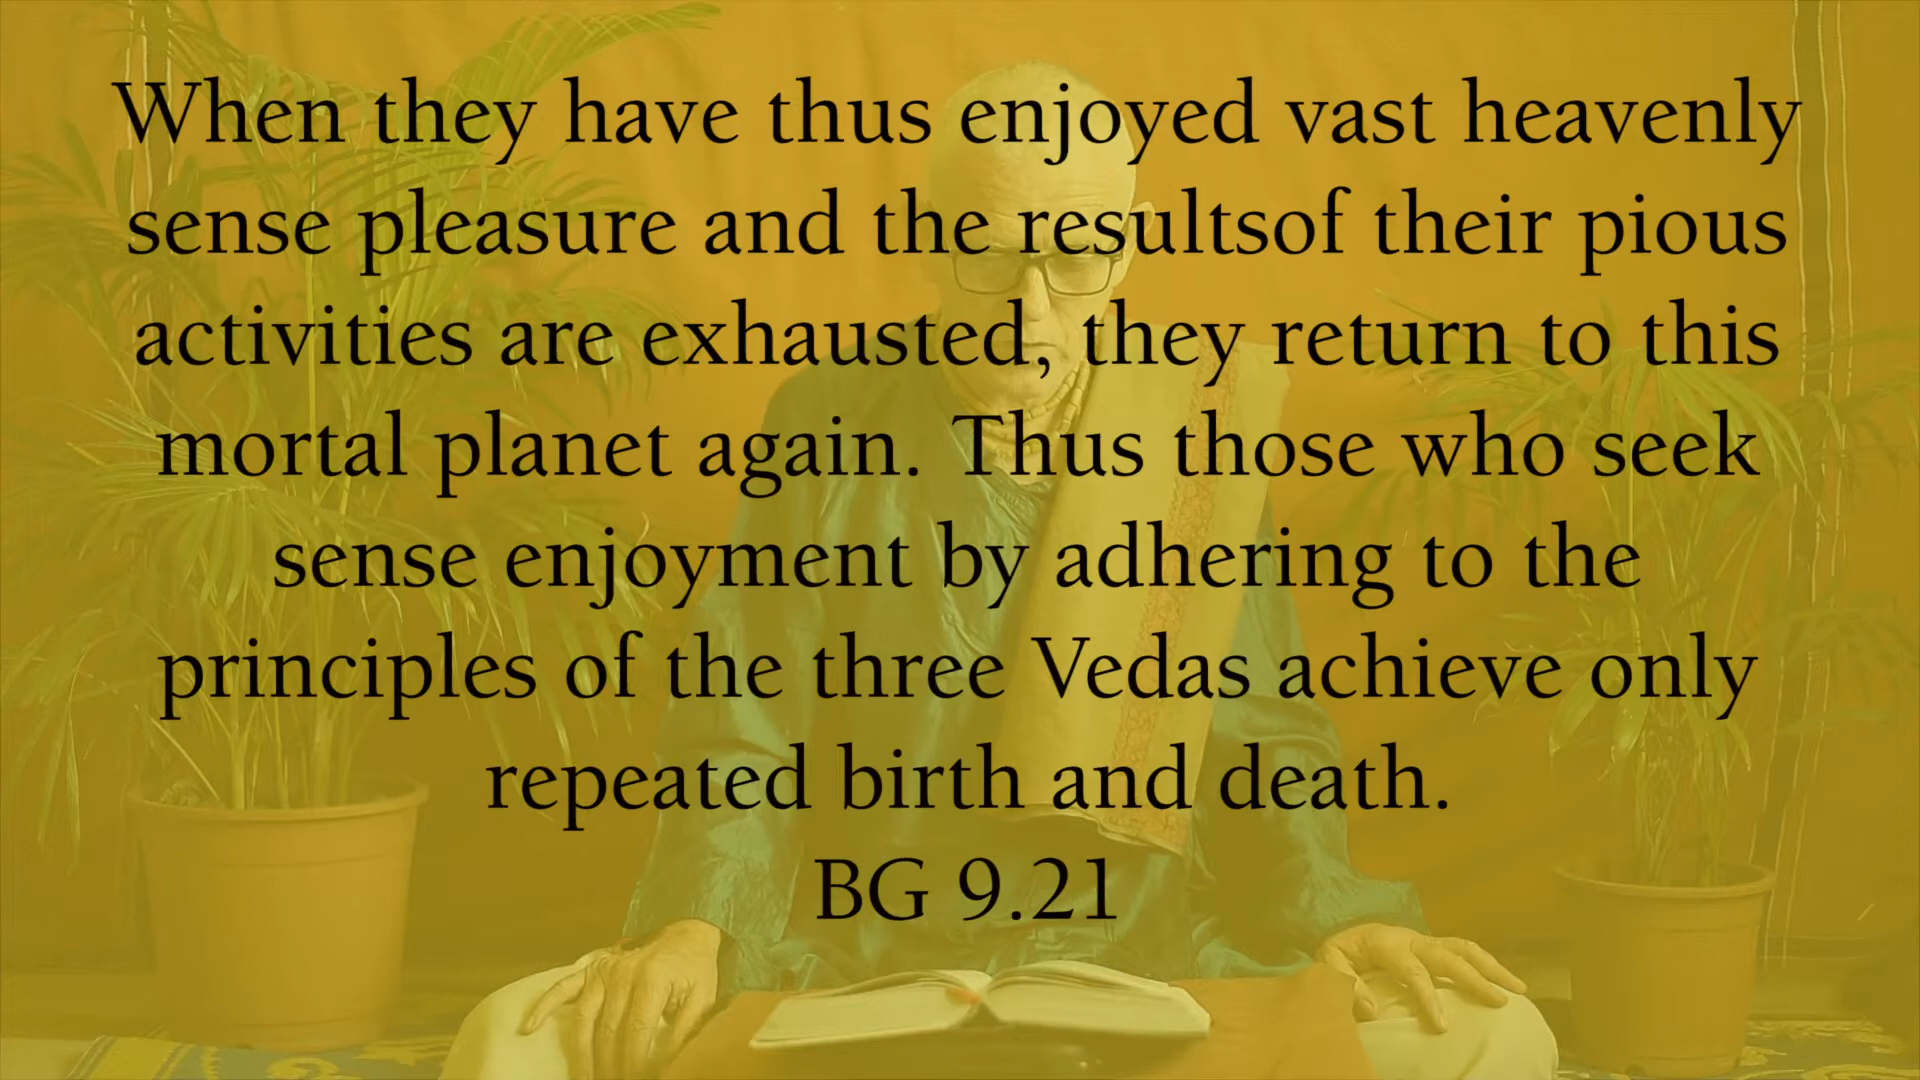 When they have thus enjoyed vast heavenly
sense pleasure and the resultsof their pious
activities are exhausted, they return to this
mortal planet again. Thus those who seek
sense enjoyment by adhering to the
principles of the three Vedas achieve only
repeated birth and death.
BG 9.21